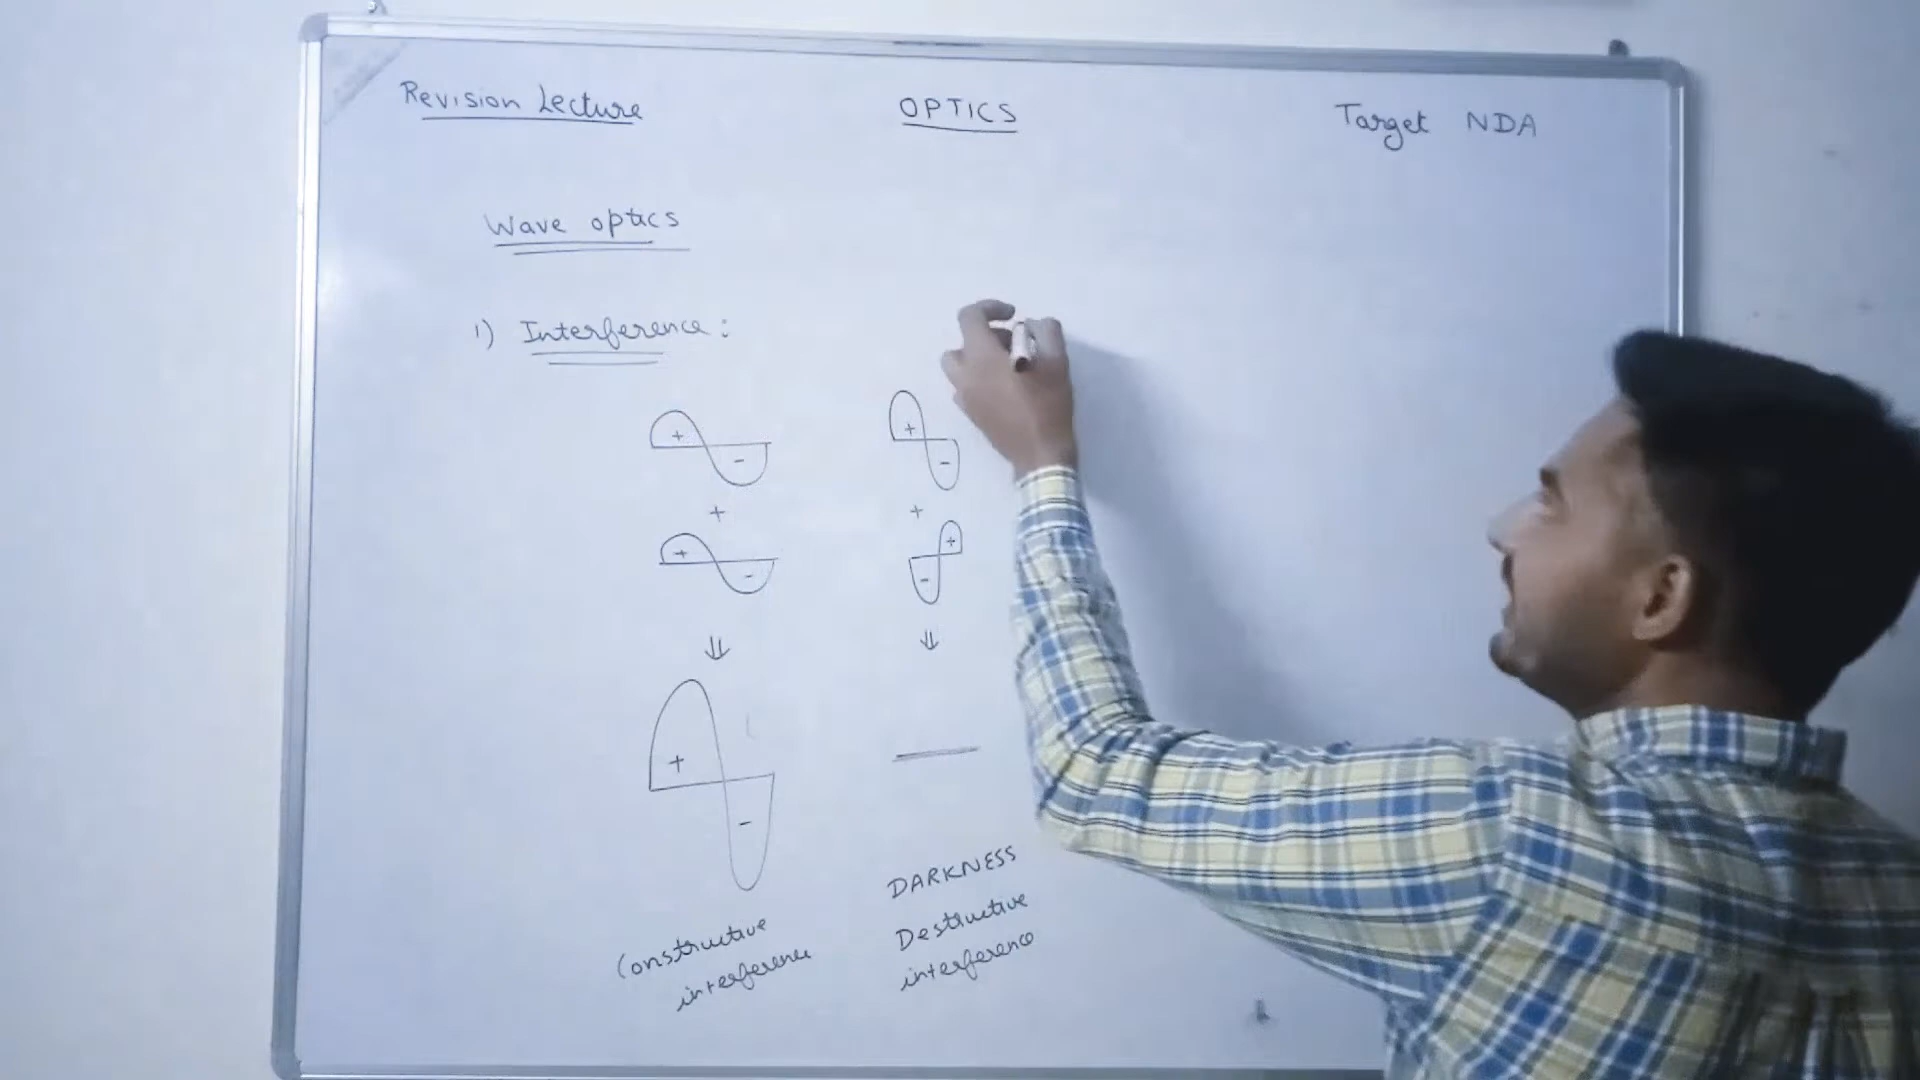 Revision Lecture
OPTICS
Target NDA
Wave optics
1) Interference:
+
-
+
+
-
+
-
+
+
-
+
-
Constructive
interference
DARKNESS
Destructive
interference